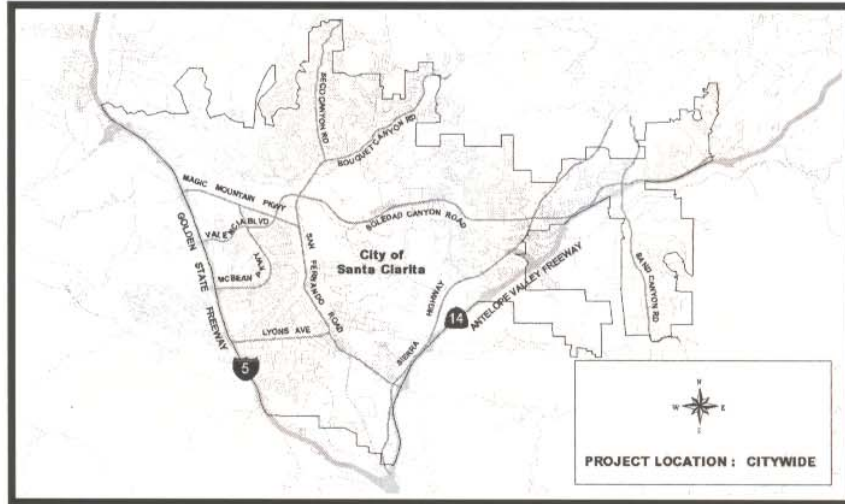 SECO CANYON RD
BOUQUET CANYON RD
MAGIC MOUNTAIN PKWY
SOLEDAD CANYON ROAD
VALENCIA BLVD
GOLDEN STATE FREEWAY
SAN FERNANDO ROAD
City of
Santa Clarita
MCBEAN
SAND CANYON RD
ANTELOPE VALLEY FREEWAY
SIERRA HIGHWAY
14
LYONS AVE
5
N
W E
S
PROJECT LOCATION : CITYWIDE